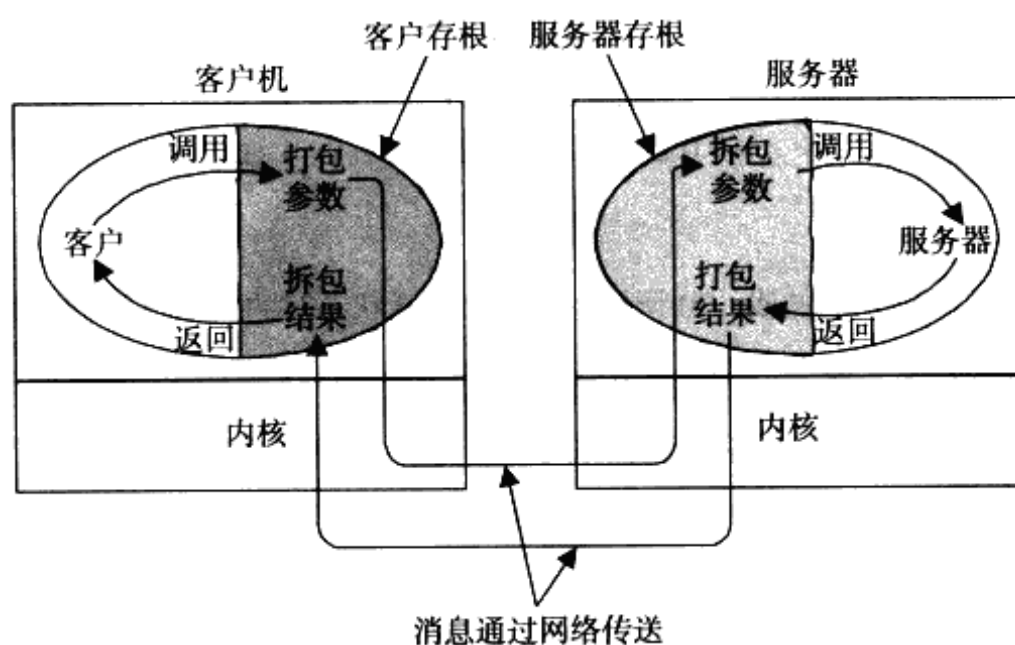 客户存根 服务器存根
客户机 服务器
调用 打包 拆包 调用
参数 参数
客户 服务器
拆包 打包
结果 结果
返回 返回
内核 内核
消息通过网络传送